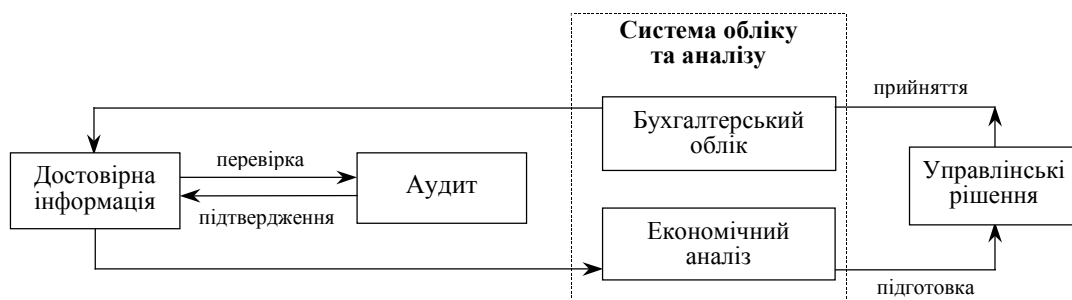 Система обліку
та аналізу
прийняття
Бухгалтерський
облік
перевірка
Достовірна
інформація
Аудит
Управлінські
рішення
підтвердження
Економічний
аналіз
підготовка